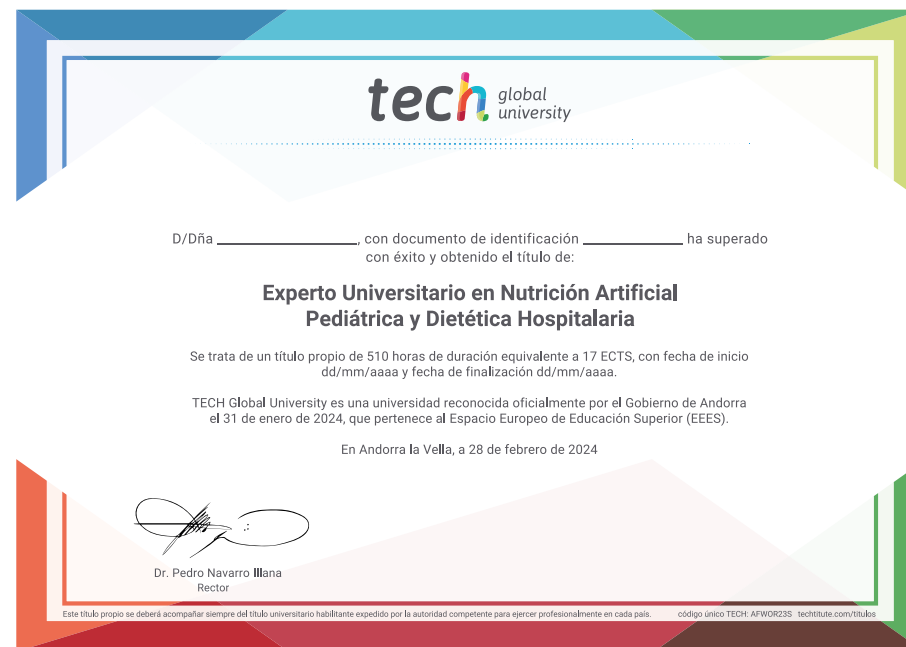 tech global
university
D/Dña ____________________, con documento de identificación ______________ ha superado
con éxito y obtenido el título de:
Experto Universitario en Nutrición Artificial
Pediátrica y Dietética Hospitalaria
Se trata de un título propio de 510 horas de duración equivalente a 17 ECTS, con fecha de inicio
dd/mm/aaaa y fecha de finalización dd/mm/aaaa.
TECH Global University es una universidad reconocida oficialmente por el Gobierno de Andorra
el 31 de enero de 2024, que pertenece al Espacio Europeo de Educación Superior (EEES).
En Andorra la Vella, a 28 de febrero de 2024
Dr. Pedro Navarro Illana
Rector
Este título propio se deberá acompañar siempre del título universitario habilitante expedido por la autoridad competente para ejercer profesionalmente en cada país. código único TECH: AFWOR23S techtitute.com/titulos